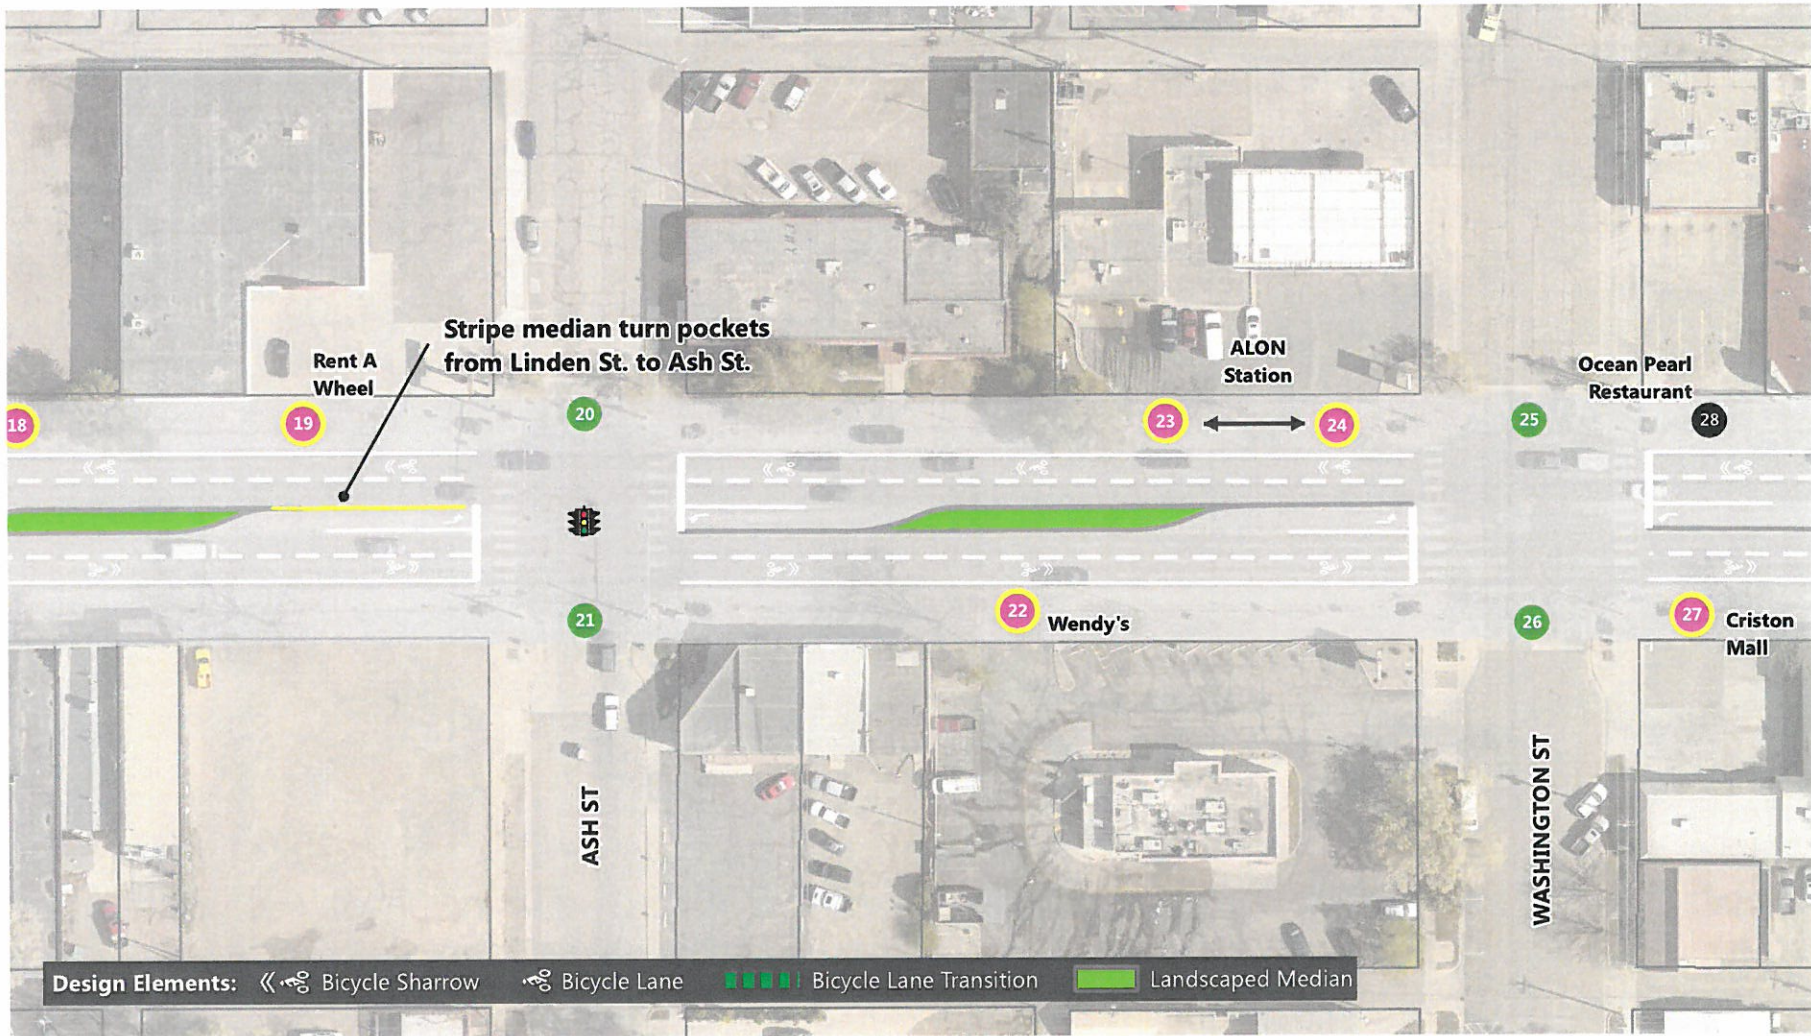 Stripe median turn pockets
from Linden St. to Ash St.
Rent A
Wheel
ALON
Station
Ocean Pearl
Restaurant
18
19
20
23
24
25
28
21
22
Wendy's
26
27
Criston
Mall
ASH ST
WASHINGTON ST
Design Elements: Bicycle Sharrow Bicycle Lane Bicycle Lane Transition Landscaped Median